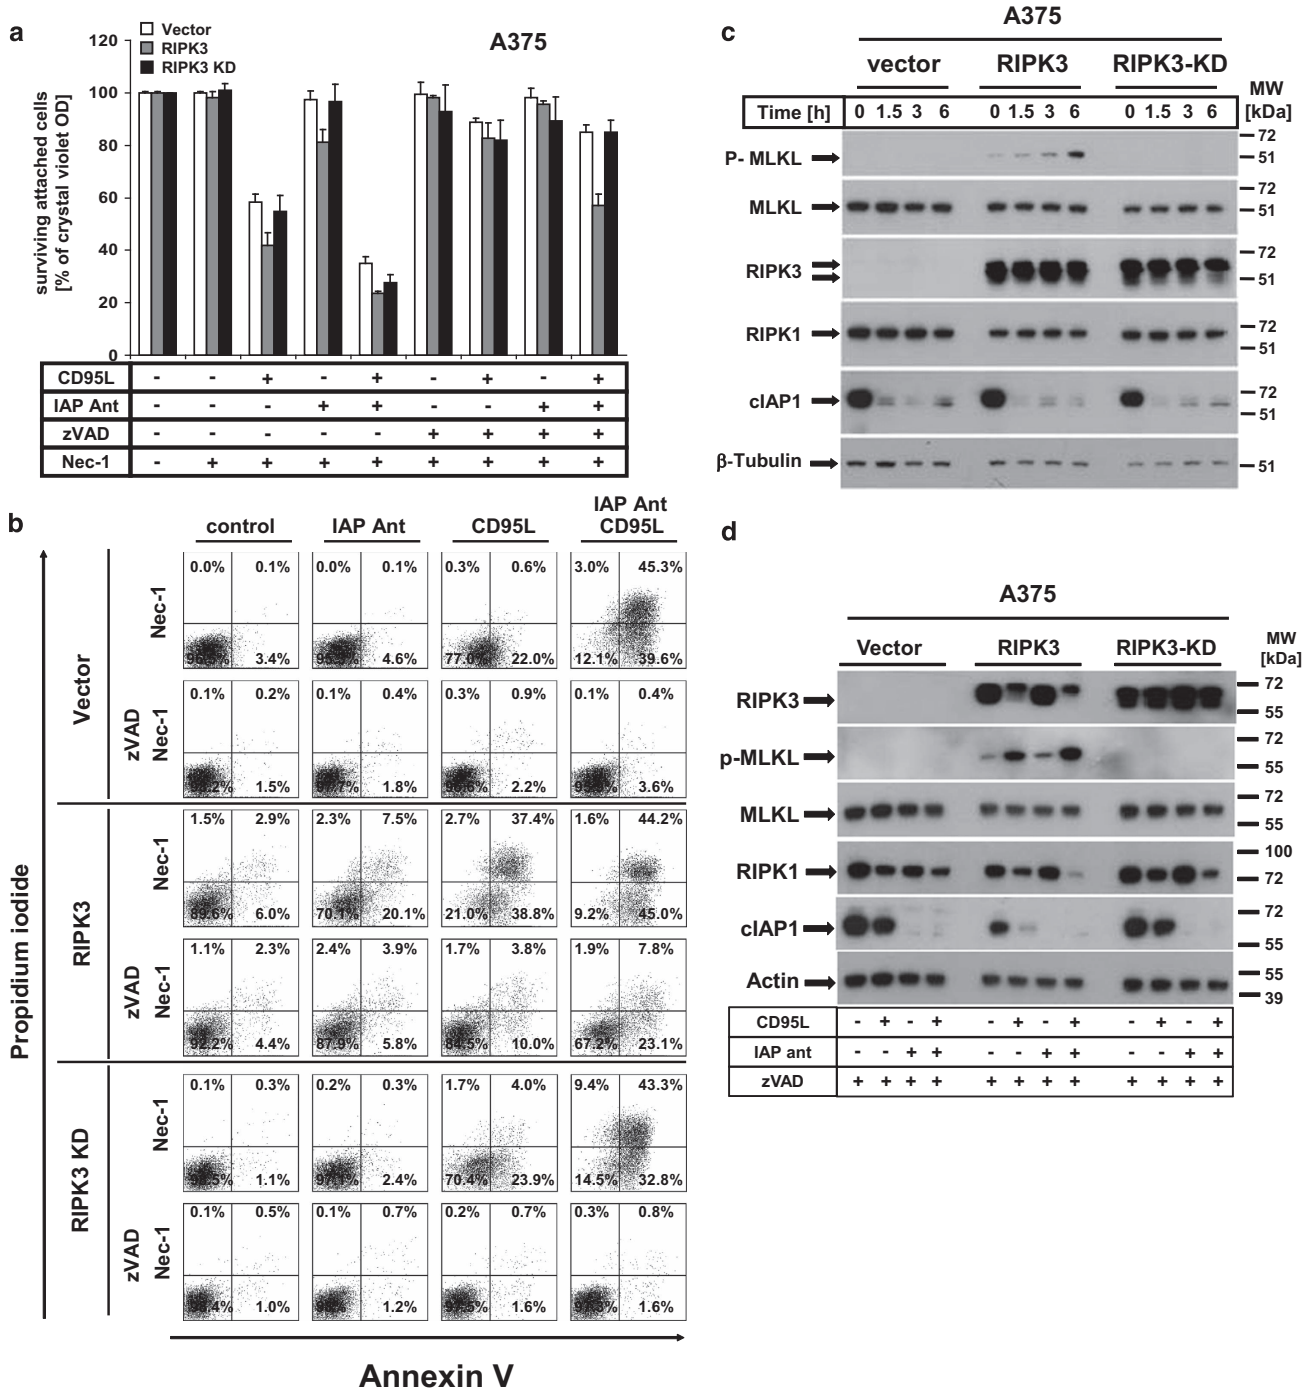 a
Vector
RIPK3
RIPK3 KD
A375
surviving attached cells
[% of crystal violet OD]
120
100
80
60
40
20
0
CD95L - - + - + - + - +
IAP Ant - - - + + - - + +
zVAD - - - - - + + + +
Nec-1 - + + + + + + + +
b
control IAP Ant CD95L IAP Ant CD95L
Propidium iodide
Vector
Nec-1
0.0% 0.1% 0.0% 0.1% 0.3% 0.6% 3.0% 45.3%
3.4% 4.6% 77.0% 22.0% 12.1% 39.6%
zVAD Nec-1
0.1% 0.2% 0.1% 0.4% 0.3% 0.9% 0.1% 0.4%
1.5% 1.8% 2.2% 3.6%
RIPK3
Nec-1
1.5% 2.9% 2.3% 7.5% 2.7% 37.4% 1.6% 44.2%
89.6% 6.0% 70.1% 20.1% 21.0% 38.8% 9.2% 45.0%
zVAD Nec-1
1.1% 2.3% 2.4% 3.9% 1.7% 3.8% 1.9% 7.8%
92.2% 4.4% 87.9% 5.8% 84.5% 10.0% 67.2% 23.1%
RIPK3 KD
Nec-1
0.1% 0.3% 0.2% 0.3% 1.7% 4.0% 9.4% 43.3%
98.5% 1.1% 97.1% 2.4% 70.4% 23.9% 14.5% 32.8%
zVAD Nec-1
0.1% 0.5% 0.1% 0.7% 0.2% 0.7% 0.3% 0.8%
98.4% 1.0% 98% 1.2% 97.5% 1.6% 97.3% 1.6%
Annexin V
c
A375
vector RIPK3 RIPK3-KD
MW
[kDa]
Time [h] 0 1.5 3 6 0 1.5 3 6 0 1.5 3 6
72
P- MLKL 51
72
MLKL 51
72
RIPK3 51
RIPK1 72
51
cIAP1 72
51
β-Tubulin 51
d
A375
Vector RIPK3 RIPK3-KD
MW
[kDa]
RIPK3 72
55
p-MLKL 72
55
MLKL 72
55
100
RIPK1 72
cIAP1 72
55
Actin 55
39
CD95L - + - + - + - + - + - +
IAP ant - - + + - - + + - - + +
zVAD + + + + + + + + + + + +